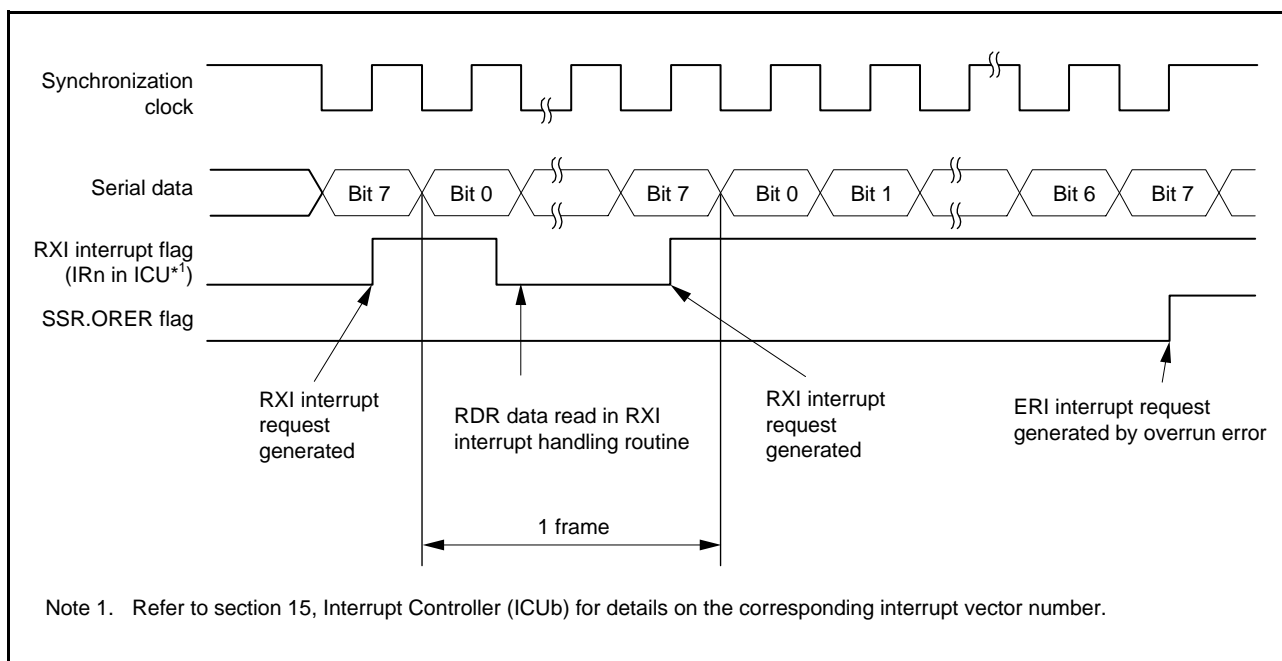 Synchronization
clock
Serial data
Bit 7
Bit 0
Bit 7
Bit 0
Bit 1
Bit 6
Bit 7
RXI interrupt flag
(IRn in ICU*1)
SSR.ORER flag
RXI interrupt
request
generated
RDR data read in RXI
interrupt handling routine
RXI interrupt
request
generated
ERI interrupt request
generated by overrun error
1 frame
Note 1. Refer to section 15, Interrupt Controller (ICUb) for details on the corresponding interrupt vector number.